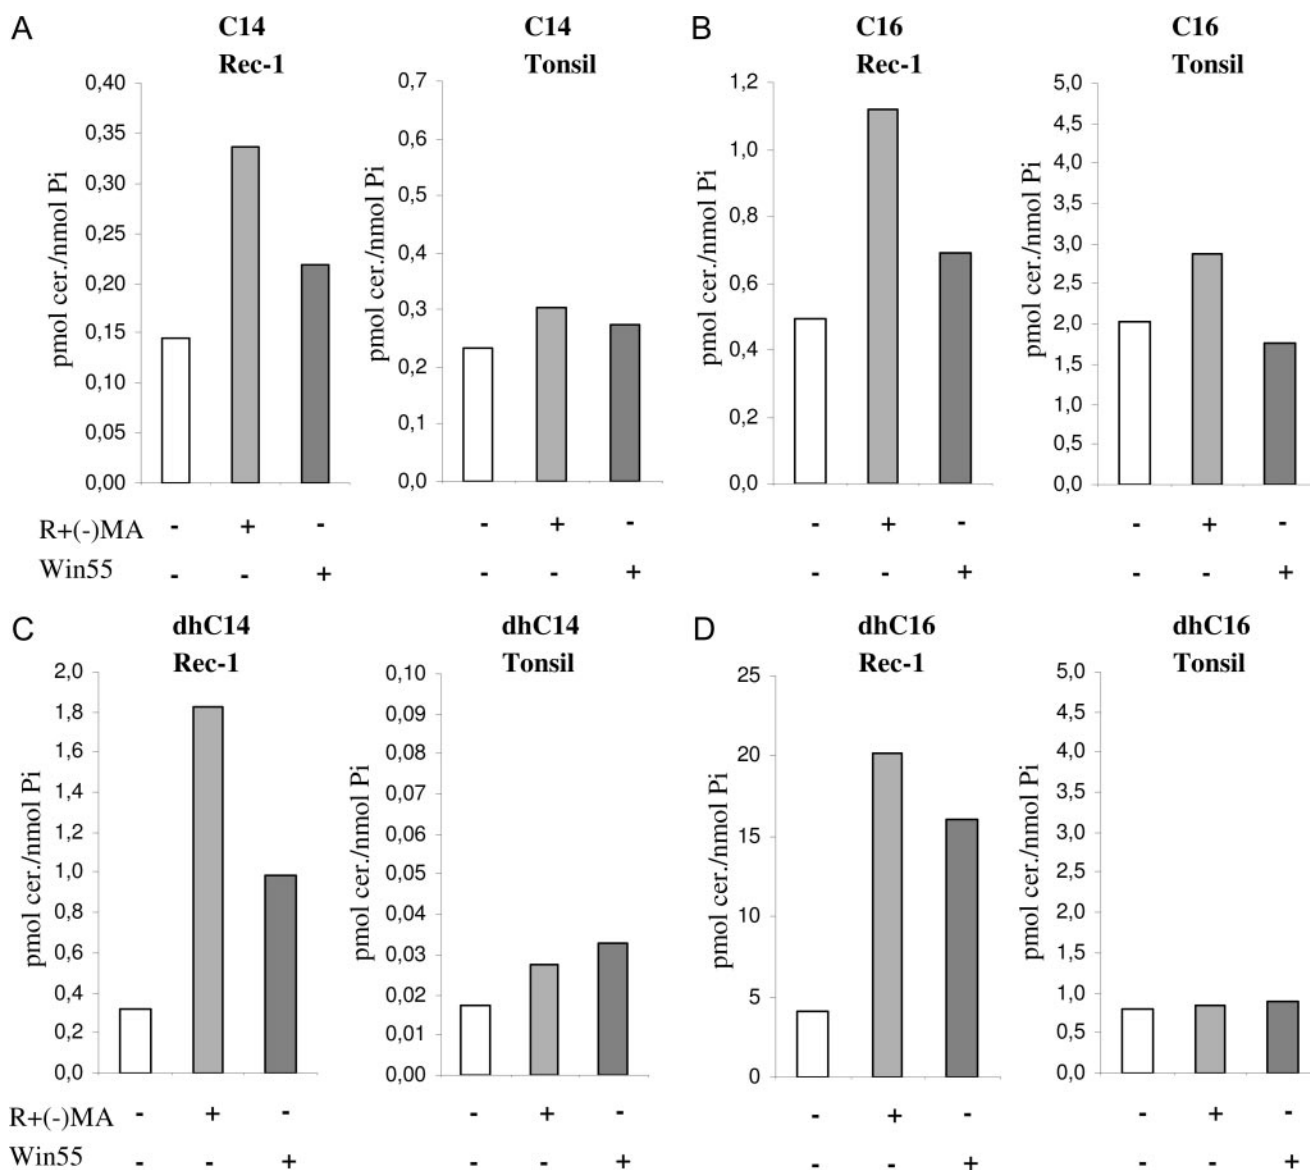 A
C14
Rec-1
0,40
0,35
0,30
0,25
0,20
0,15
0,10
0,05
0,00
pmol cer./nmol Pi
C14
Tonsil
0,7
0,6
0,5
0,4
0,3
0,2
0,1
0,0
pmol cer./nmol Pi
B
C16
Rec-1
1,2
1,0
0,8
0,6
0,4
0,2
0,0
pmol cer./nmol Pi
C16
Tonsil
5,0
4,5
4,0
3,5
3,0
2,5
2,0
1,5
1,0
0,5
0,0
pmol cer./nmol Pi
R+(-)MA - + - - + - - + - - + -
Win55 - - + - - + - - + - - +
C
dhC14
Rec-1
2,0
1,8
1,6
1,4
1,2
1,0
0,8
0,6
0,4
0,2
0,0
pmol cer./nmol Pi
dhC14
Tonsil
0,10
0,09
0,08
0,07
0,06
0,05
0,04
0,03
0,02
0,01
0,00
pmol cer./nmol Pi
D
dhC16
Rec-1
25
20
15
10
5
0
pmol cer./nmol Pi
dhC16
Tonsil
5,0
4,5
4,0
3,5
3,0
2,5
2,0
1,5
1,0
0,5
0,0
pmol cer./nmol Pi
R+(-)MA - + - - + - - + - - + -
Win55 - - + - - + - - + - - +